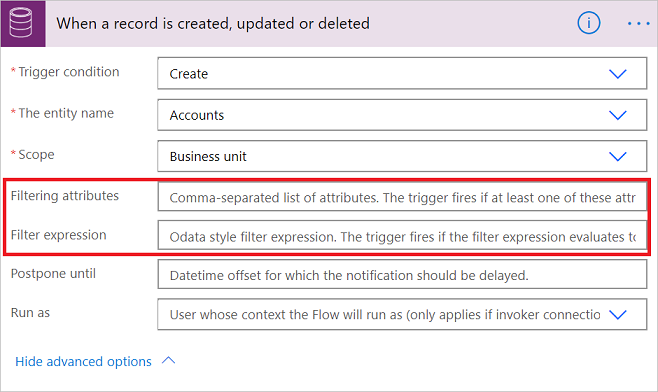 When a record is created, updated or deleted
* Trigger condition
Create
* The entity name
Accounts
* Scope
Business unit
Filtering attributes
Comma-separated list of attributes. The trigger fires if at least one of these attr
Filter expression
Odata style filter expression. The trigger fires if the filter expression evaluates to
Postpone until
Datetime offset for which the notification should be delayed.
Run as
User whose context the Flow will run as (only applies if invoker connectio
Hide advanced options